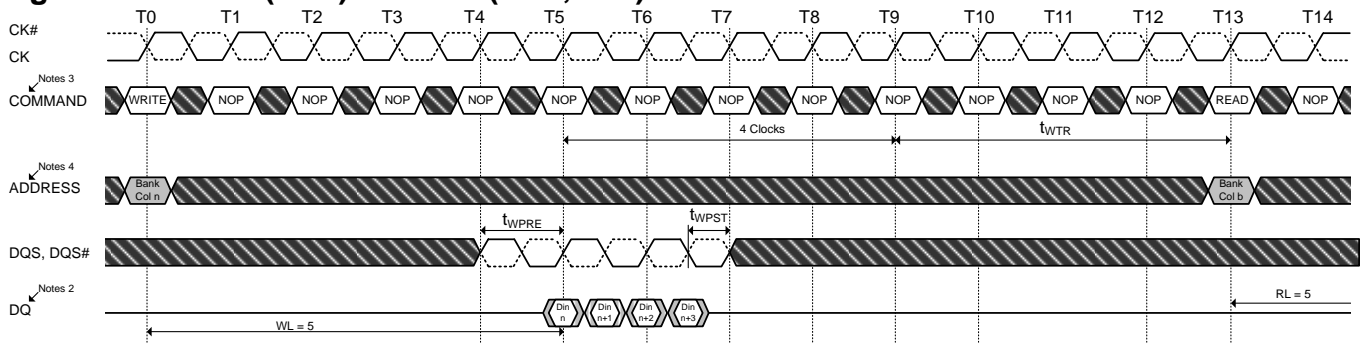 T0 T1 T2 T3 T4 T5 T6 T7 T8 T9 T10 T11 T12 T13 T14
CK#
CK
Notes 3
COMMAND
WRITE NOP NOP NOP NOP NOP NOP NOP NOP NOP NOP NOP NOP READ NOP
4 Clocks
tWTR
Notes 4
ADDRESS
Bank
Col n
Bank
Col b
tWPRE
tWPST
DQS, DQS#
Notes 2
DQ
Din
n
Din
n+1
Din
n+2
Din
n+3
WL = 5
RL = 5